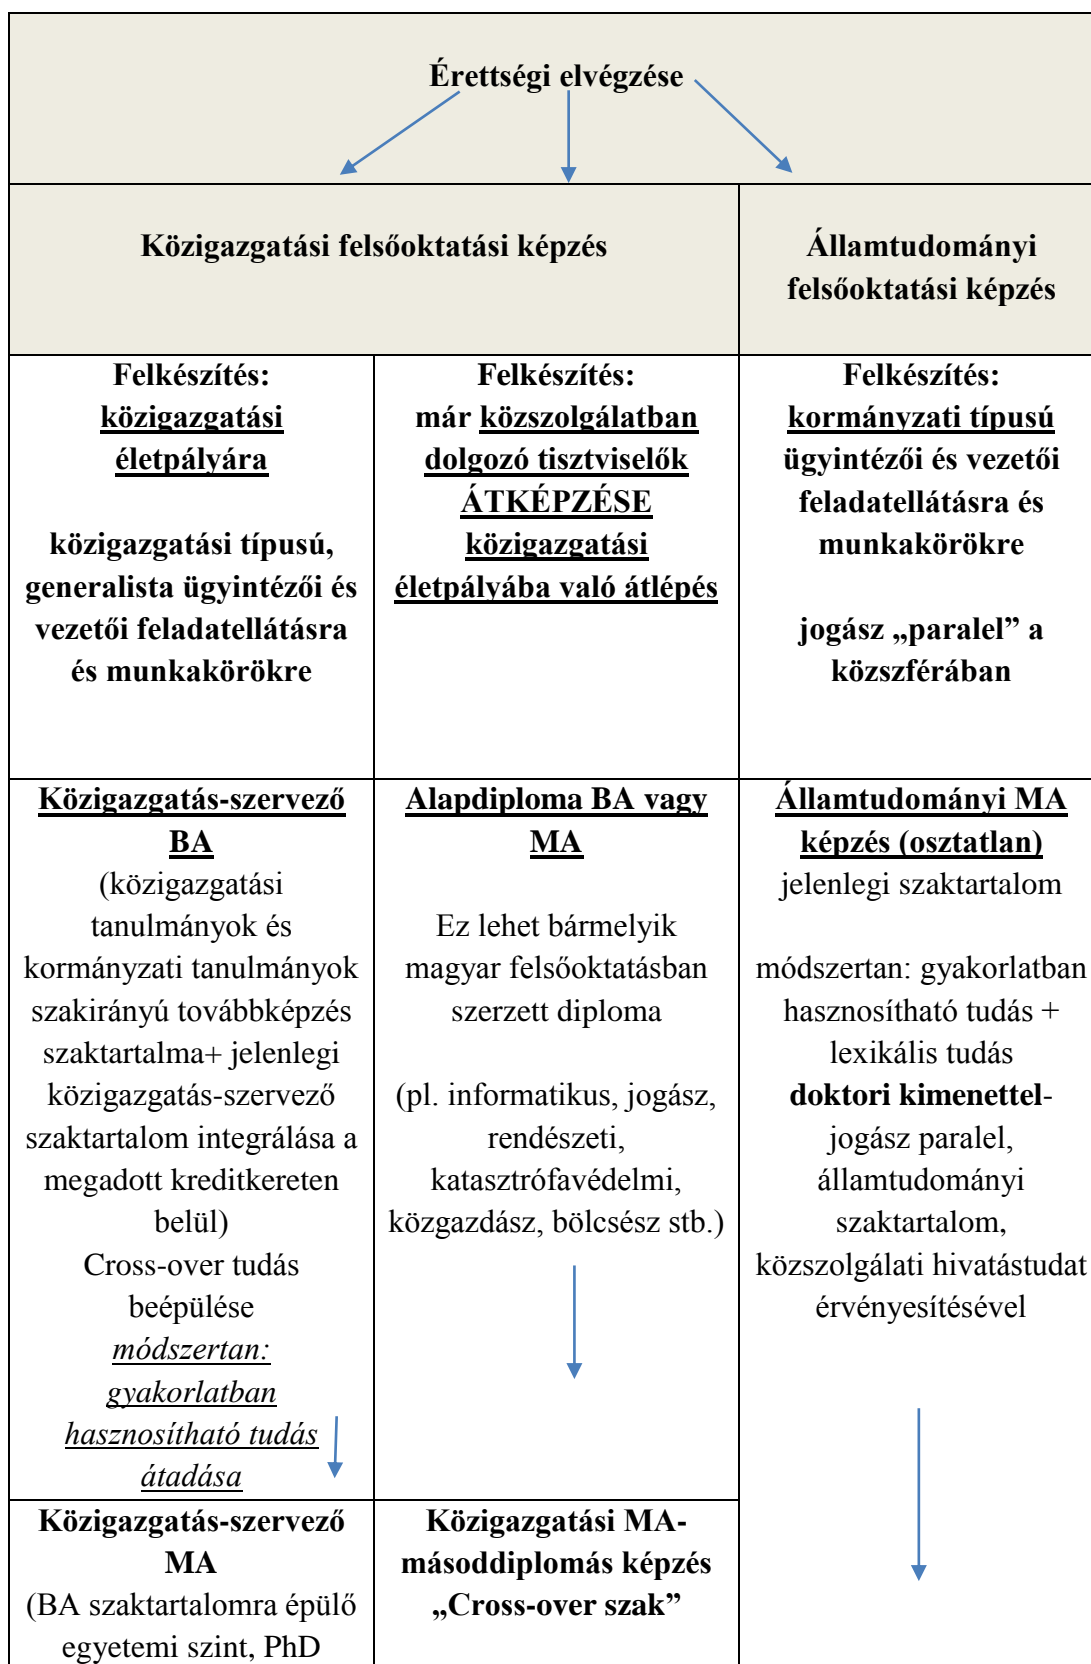 Érettségi elvégzése
Közigazgatási felsőoktatási képzés
Államtudományi
felsőoktatási képzés
Felkészítés:
közigazgatási
életpályára
közigazgatási típusú,
generalista ügyintézői és
vezetői feladatellátásra
és munkakörökre
Felkészítés:
már közszolgálatban
dolgozó tisztviselők
ÁTKÉPZÉSE
közigazgatási
életpályába való átlépés
Felkészítés:
kormányzati típusú
ügyintézői és vezetői
feladatellátásra és
munkakörökre
jogász „paralel” a
közszférában
Közigazgatás-szervező
BA
(közigazgatási
tanulmányok és
kormányzati tanulmányok
szakirányú továbbképzés
szaktartalma+ jelenlegi
közigazgatás-szervező
szaktartalom integrálása a
megadott kreditkereten
belül)
Cross-over tudás
beépülése
módszertan:
gyakorlatban
hasznosítható tudás
átadása
Alapdiploma BA vagy
MA
Ez lehet bármelyik
magyar felsőoktatásban
szerzett diploma
(pl. informatikus, jogász,
rendészeti,
katasztrófavédelmi,
közgazdász, bölcsész stb.)
Államtudományi MA
képzés (osztatlan)
jelenlegi szaktartalom
módszertan: gyakorlatban
hasznosítható tudás +
lexikális tudás
doktori kimenettel-
jogász paralel,
államtudományi
szaktartalom,
közszolgálati hivatástudat
érvényesítésével
Közigazgatás-szervező
MA
(BA szaktartalomra épülő
egyetemi szint, PhD
Közigazgatási MA-
másoddiplomás képzés
„Cross-over szak”